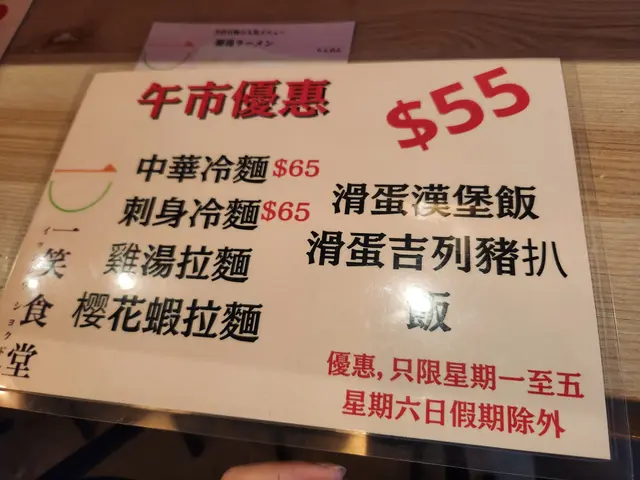 午市優惠
$55
中華冷麵 $65
刺身冷麵 $65
雞湯拉麵
櫻花蝦拉麵
滑蛋漢堡飯
滑蛋吉列豬扒
飯
優惠, 只限星期一至五
星期六日假期除外
一笑食堂